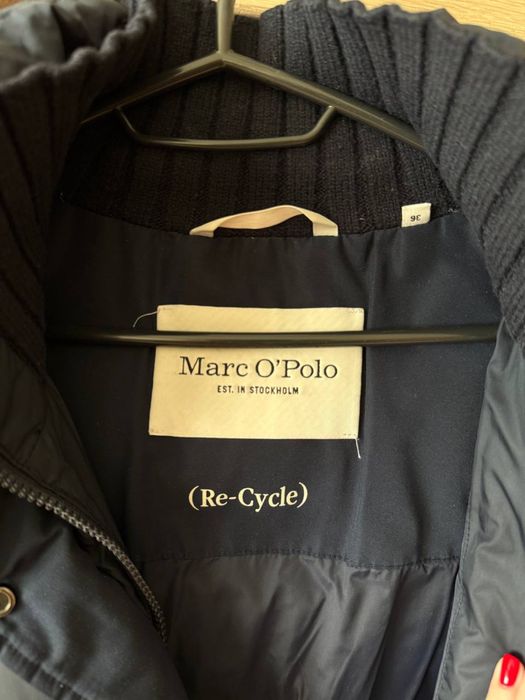 36
Marc O'Polo
EST. IN STOCKHOLM
(Re-Cycle)